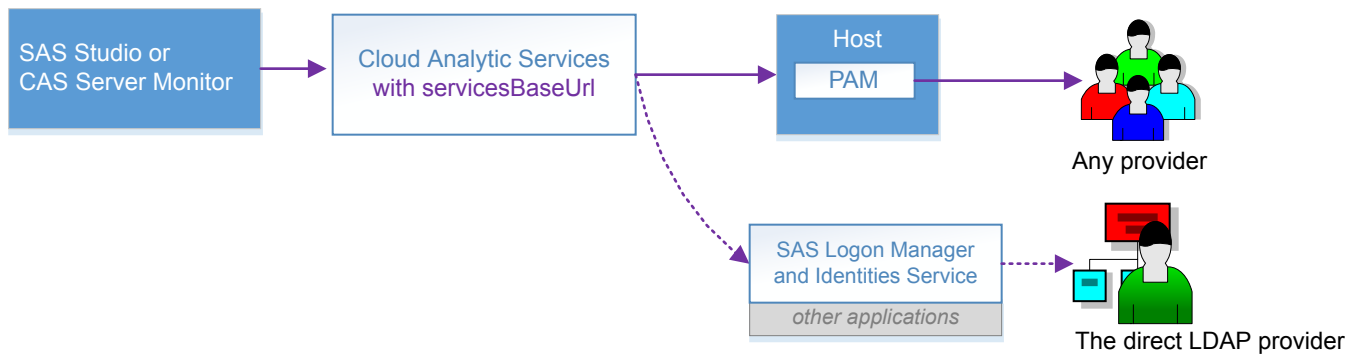 SAS Studio or
CAS Server Monitor
Cloud Analytic Services
with servicesBaseUrl
Host
PAM
Any provider
SAS Logon Manager
and Identities Service
other applications
The direct LDAP provider